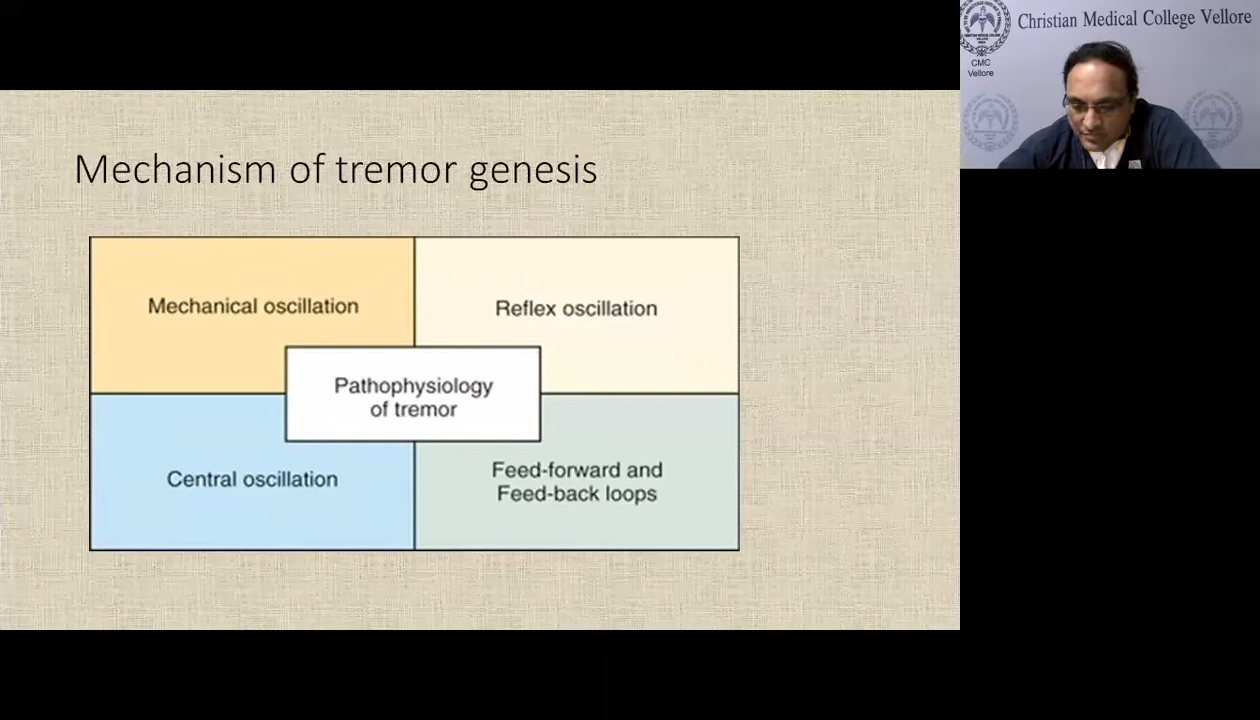 Mechanism of tremor genesis
Mechanical oscillation
Reflex oscillation
Pathophysiology
of tremor
Central oscillation
Feed-forward and
Feed-back loops
Christian Medical College Vellore
CMC
Vellore